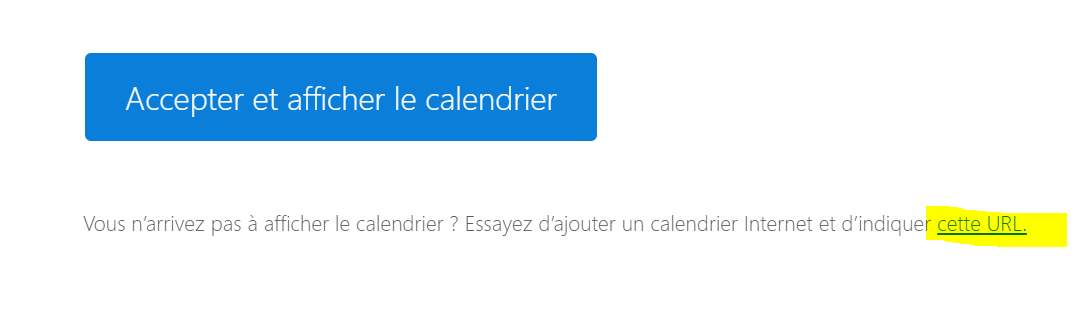 Accepter et afficher le calendrier
Vous n’arrivez pas à afficher le calendrier ? Essayez d’ajouter un calendrier Internet et d’indiquer cette URL.